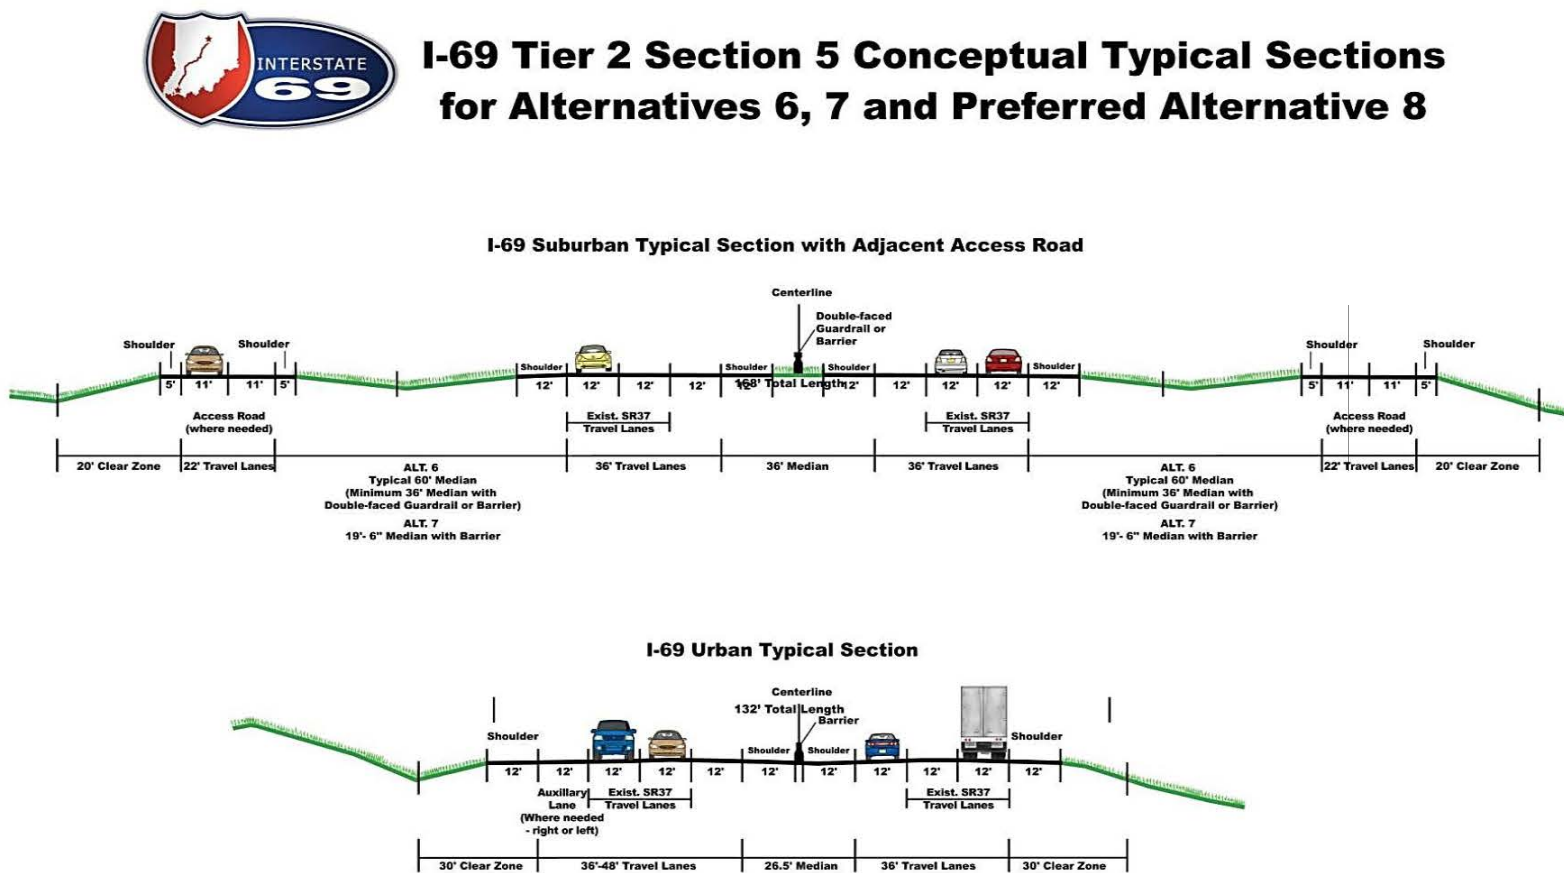 INTERSTATE
69
I-69 Tier 2 Section 5 Conceptual Typical Sections
for Alternatives 6, 7 and Preferred Alternative 8
I-69 Suburban Typical Section with Adjacent Access Road
Centerline
Double-faced
Guardrail or
Barrier
Shoulder Shoulder Shoulder Shoulder Shoulder Shoulder Shoulder Shoulder
5' 11' 11' 5' 12' 12' 12' 12' 12' 168' Total Length 12' 12' 12' 12' 12' 5' 11' 11' 5'
Access Road
(where needed)
Exist. SR37
Travel Lanes
Exist. SR37
Travel Lanes
Access Road
(where needed)
20' Clear Zone 22' Travel Lanes 36' Travel Lanes 36' Median 36' Travel Lanes 22' Travel Lanes 20' Clear Zone
ALT. 6
Typical 60' Median
(Minimum 36' Median with
Double-faced Guardrail or Barrier)
ALT. 7
19'- 6" Median with Barrier
ALT. 6
Typical 60' Median
(Minimum 36' Median with
Double-faced Guardrail or Barrier)
ALT. 7
19'- 6" Median with Barrier
I-69 Urban Typical Section
Centerline
132' Total Length
Barrier
Shoulder Shoulder Shoulder Shoulder
12' 12' 12' 12' 12' 12' 12' 12' 12' 12' 12'
Auxillary
Lane
(Where needed
- right or left)
Exist. SR37
Travel Lanes
Exist. SR37
Travel Lanes
30' Clear Zone 36'-48' Travel Lanes 26.5' Median 36' Travel Lanes 30' Clear Zone